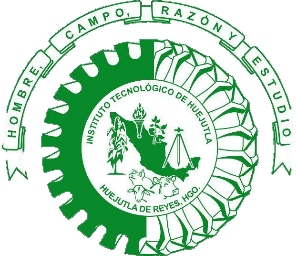 HOMBRE, CAMPO, RAZÓN Y ESTUDIO
INSTITUTO TECNOLÓGICO DE HUEJUTLA
HUEJUTLA DE REYES, HGO.